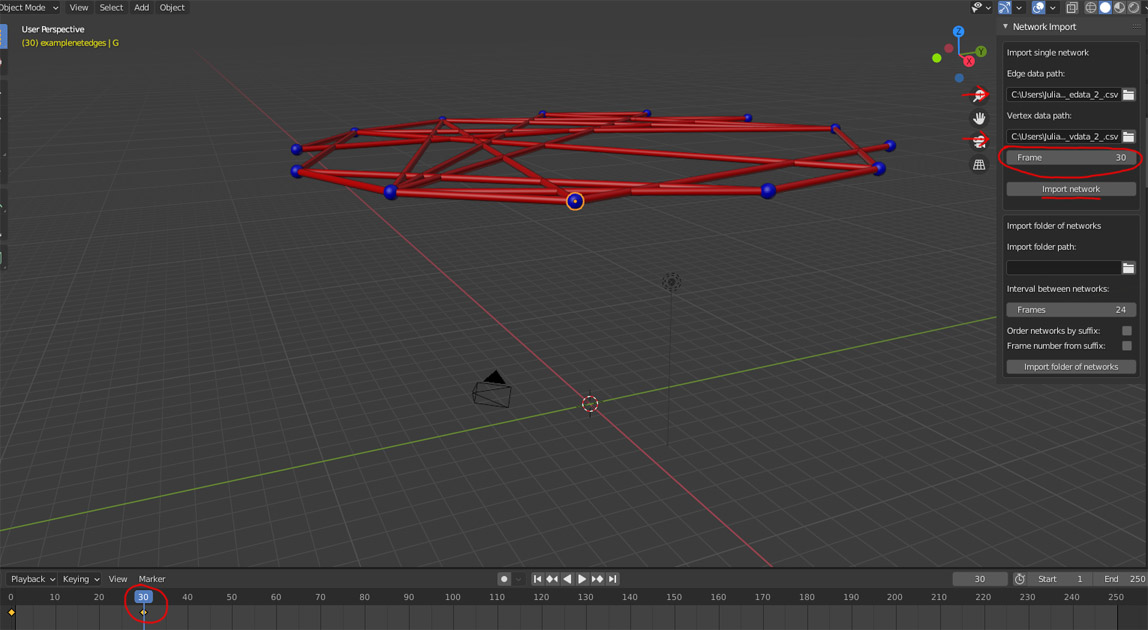 Object Mode View Select Add Object
User Perspective
(30) examplenetedges | G
Z
Y
X
Network Import
Import single network
Edge data path:
C:\Users\Julia..._edata_2_.csv
Vertex data path:
C:\Users\Julia..._vdata_2_.csv
Frame 30
Import network
Import folder of networks
Import folder path:
Interval between networks:
Frames 24
Order networks by suffix:
Frame number from suffix:
Import folder of networks
Playback Keying View Marker 30 Start 1 End 250
0 10 20 30 40 50 60 70 80 90 100 110 120 130 140 150 160 170 180 190 200 210 220 230 240 250